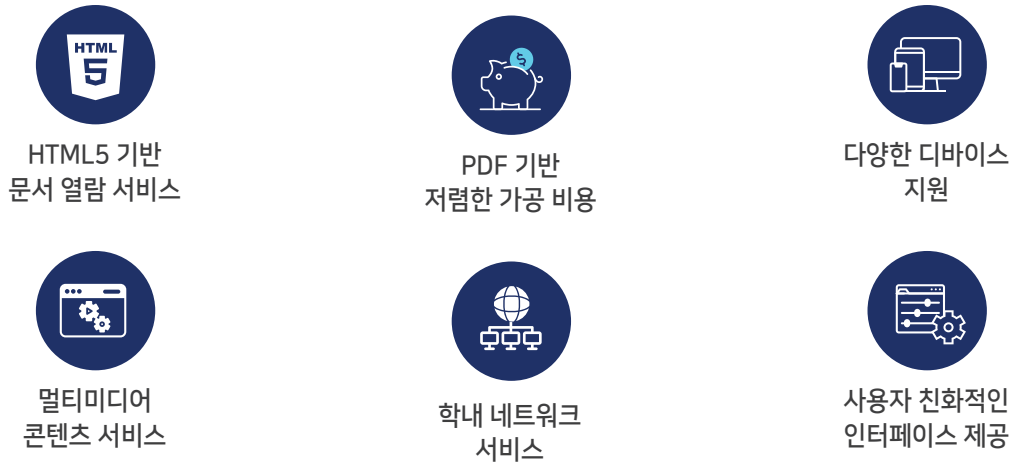 HTML
5
HTML5 기반
문서 열람 서비스
$
PDF 기반
저렴한 가공 비용
다양한 디바이스
지원
멀티미디어
콘텐츠 서비스
학내 네트워크
서비스
사용자 친화적인
인터페이스 제공